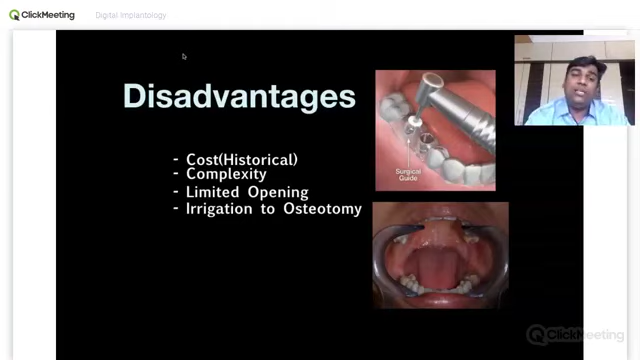 ClickMeeting
Digital Implantology
Disadvantages
- Cost(Historical)
- Complexity
- Limited Opening
- Irrigation to Osteotomy
Surgical
Guide
ClickMeeting